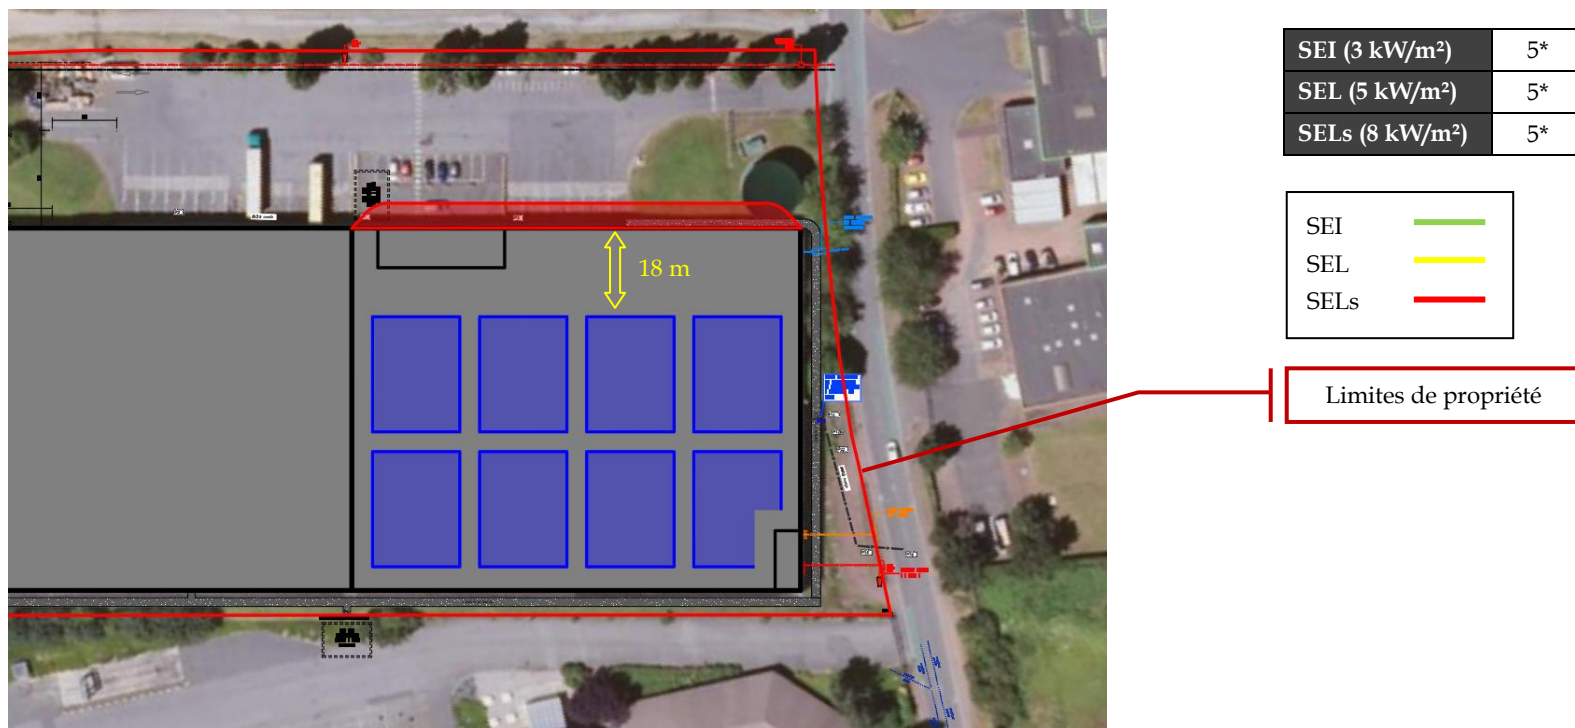 SEI (3 kW/m²) 5*
SEL (5 kW/m²) 5*
SELs (8 kW/m²) 5*
SEI
SEL
SELs
18 m
Limites de propriété